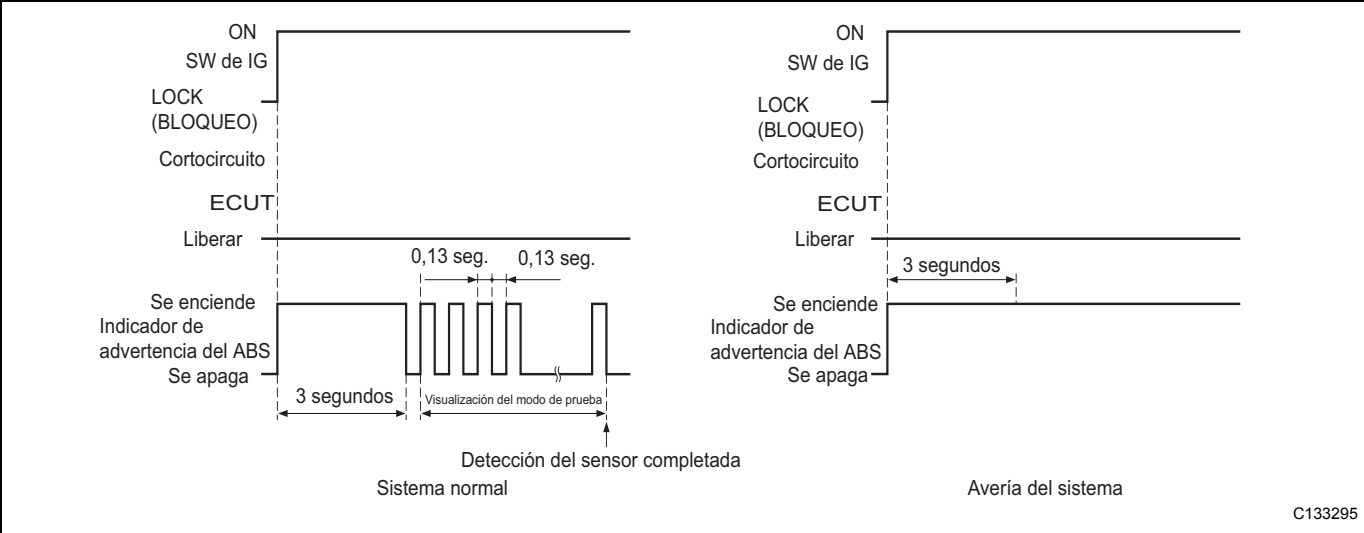 ON
SW de IG
LOCK
(BLOQUEO)
Cortocircuito
ECUT
Liberar
0,13 seg.
0,13 seg.
Se enciende
Indicador de
advertencia del ABS
Se apaga
3 segundos
Visualización del modo de prueba
Detección del sensor completada
Sistema normal
ON
SW de IG
LOCK
(BLOQUEO)
Cortocircuito
ECUT
Liberar
3 segundos
Se enciende
Indicador de
advertencia del ABS
Se apaga
Avería del sistema
C133295